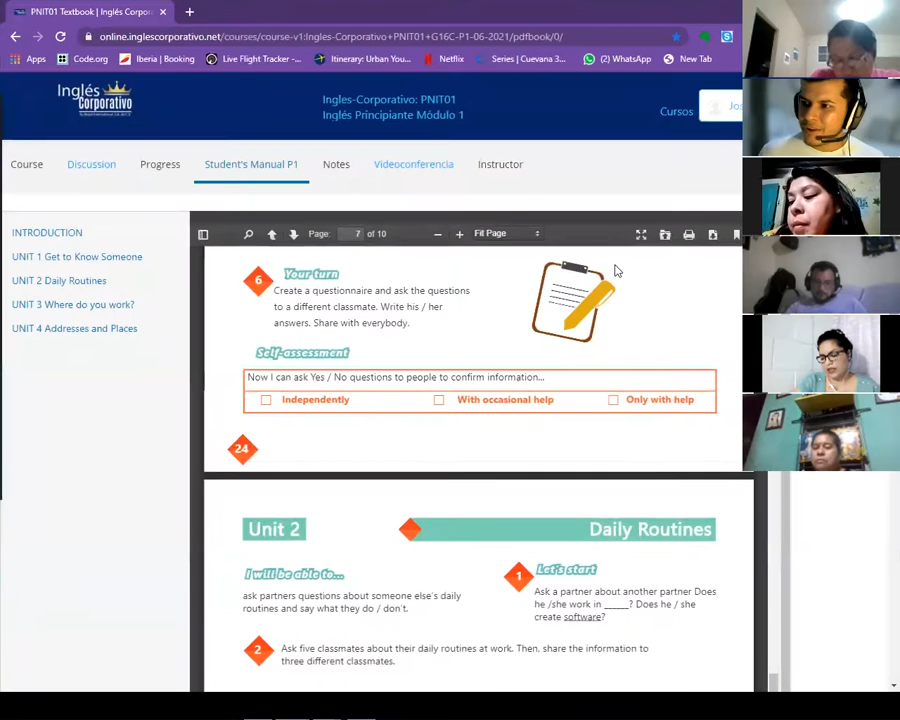 PNIT01 Textbook | Inglés Corpor
online.inglescorporativo.net/courses/course-v1:Ingles-Corporativo+PNIT01+G16C-P1-06-2021/pdfbook/0/
Apps
Code.org
Iberia | Booking
Live Flight Tracker -...
Itinerary: Urban You...
Netflix
Series | Cuevana 3...
(2) WhatsApp
New Tab
Inglés
Corporativo
Ingles-Corporativo: PNIT01
Inglés Principiante Módulo 1
Cursos
Jos
Course
Discussion
Progress
Student's Manual P1
Notes
Videoconferencia
Instructor
INTRODUCTION
UNIT 1 Get to Know Someone
UNIT 2 Daily Routines
UNIT 3 Where do you work?
UNIT 4 Addresses and Places
Page: 7 of 10
Fit Page
6
Your turn
Create a questionnaire and ask the questions
to a different classmate. Write his / her
answers. Share with everybody.
Self-assessment
Now I can ask Yes / No questions to people to confirm information...
Independently
With occasional help
Only with help
24
Unit 2
Daily Routines
I will be able to...
ask partners questions about someone else's daily
routines and say what they do / don't.
1
Let's start
Ask a partner about another partner Does
he /she work in ______? Does he / she
create software?
2
Ask five classmates about their daily routines at work. Then, share the information to
three different classmates.